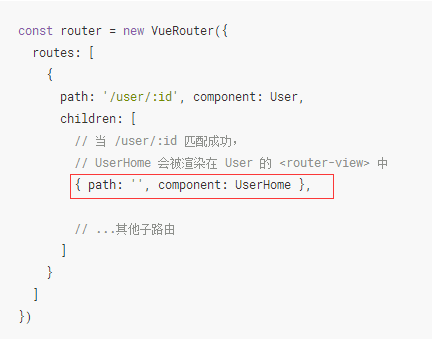 const router = new VueRouter({
  routes: [
    {
      path: '/user/:id', component: User,
      children: [
        // 当 /user/:id 匹配成功，
        // UserHome 会被渲染在 User 的 <router-view> 中
        { path: '', component: UserHome },
        // ...其他子路由
      ]
    }
  ]
})